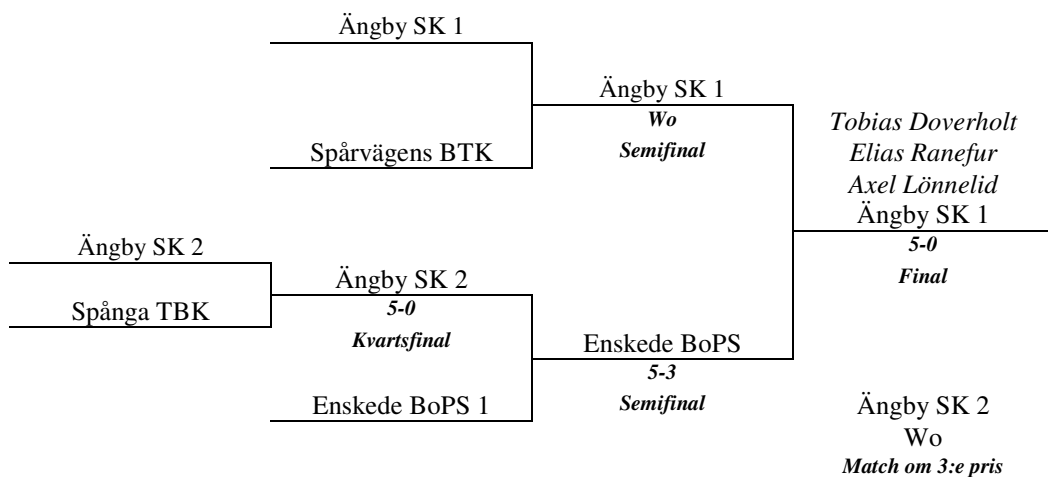 Ängby SK 1
Ängby SK 1
Wo
Semifinal
Spårvägens BTK
Tobias Doverholt
Elias Ranefur
Axel Lönnelid
Ängby SK 1
5-0
Final
Ängby SK 2
Ängby SK 2
5-0
Kvartsfinal
Spånga TBK
Enskede BoPS
5-3
Semifinal
Enskede BoPS 1
Ängby SK 2
Wo
Match om 3:e pris